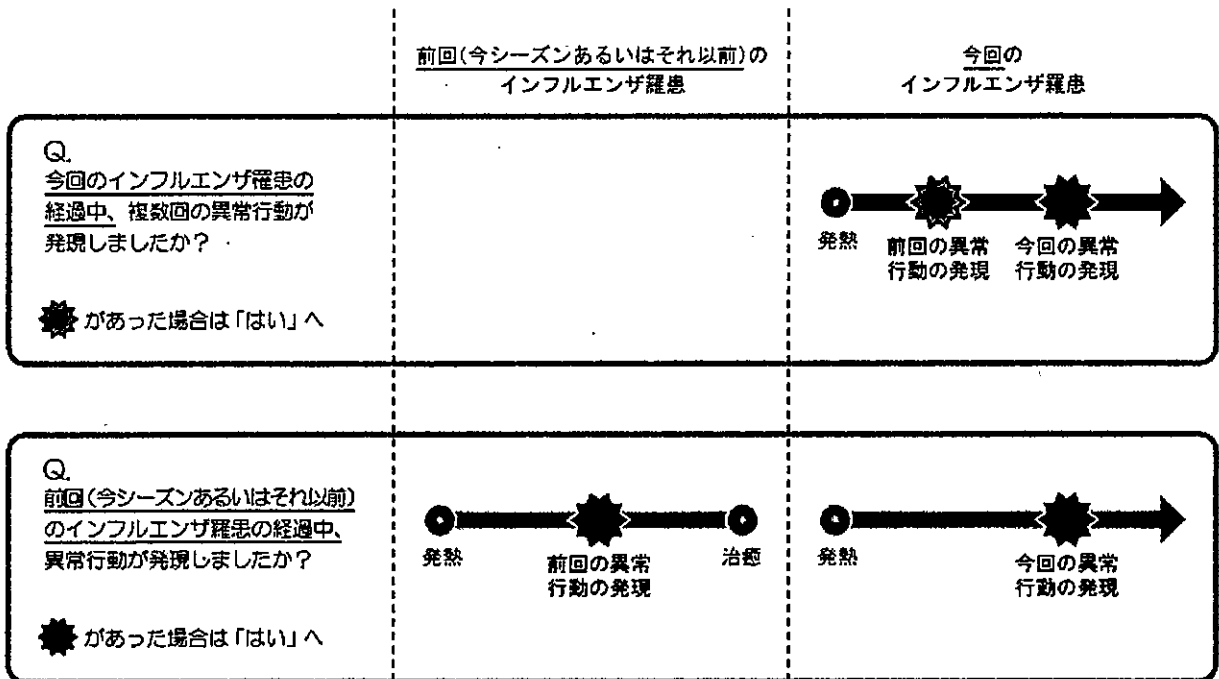 前回(今シーズンあるいはそれ以前)の
インフルエンザ罹患
今回の
インフルエンザ罹患
Q.
今回のインフルエンザ罹患の
経過中、複数回の異常行動が
発現しましたか?
があった場合は「はい」へ
発熱
前回の異常
行動の発現
今回の異常
行動の発現
Q.
前回(今シーズンあるいはそれ以前)
のインフルエンザ罹患の経過中、
異常行動が発現しましたか?
があった場合は「はい」へ
発熱
前回の異常
行動の発現
治癒
発熱
今回の異常
行動の発現